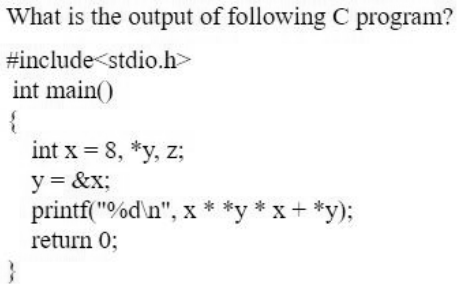 What is the output of following C program?
#include<stdio.h>
int main()
{
int x = 8, *y, z;
y = &x;
printf("%d\n", x * *y * x + *y);
return 0;
}